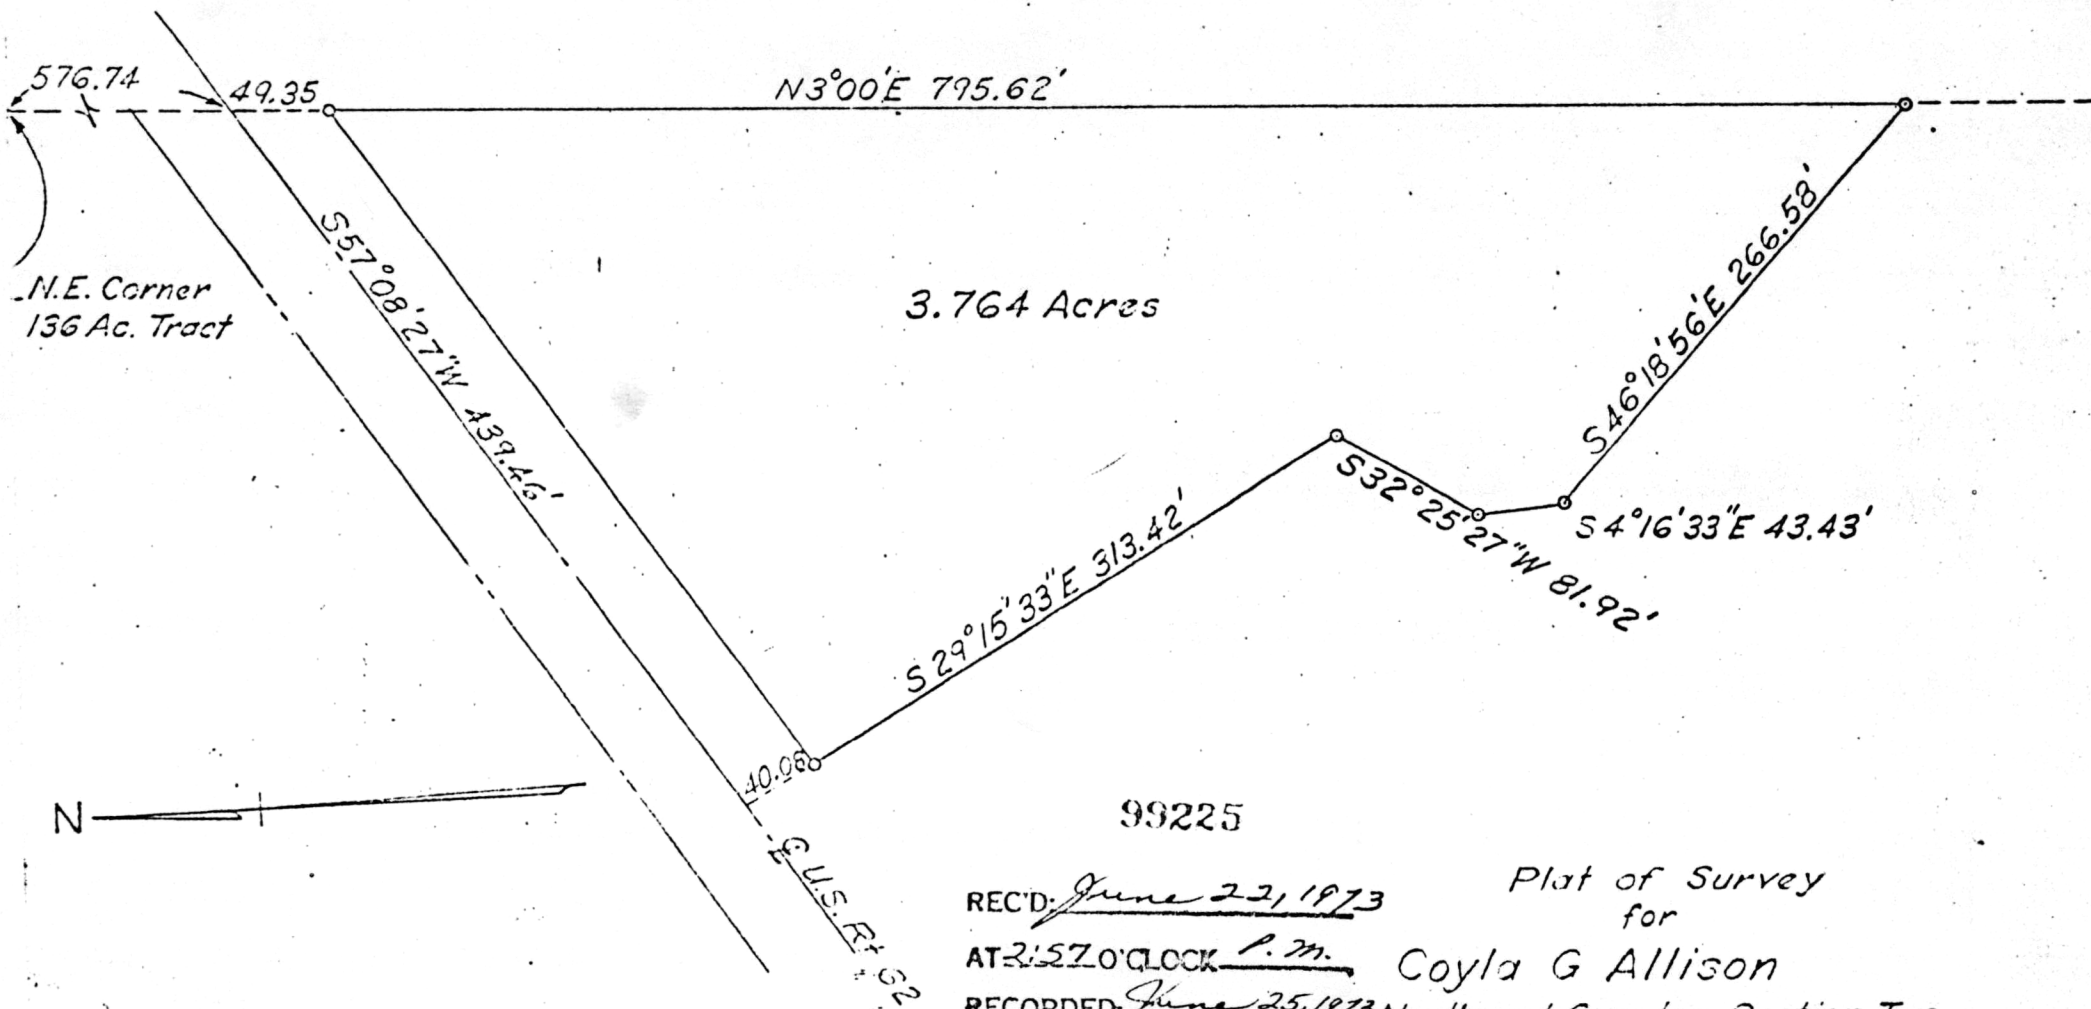 576.74
49.35
N3°00'E 795.62'
S57°08'27"W 439.46'
S46°18'56'E 266.58'
N.E. Corner
136 Ac. Tract
3.764 Acres
S32°25'27"W 81.92'
S4°16'33"E 43.43'
S29°15'33"E 313.42'
40.08
N
℄ U.S. Rt 62
99225
REC'D: June 22, 1973
AT 2:57 O'CLOCK P.M.
RECORDED: June 25, 1973
Plat of Survey
for
Coyla G Allison